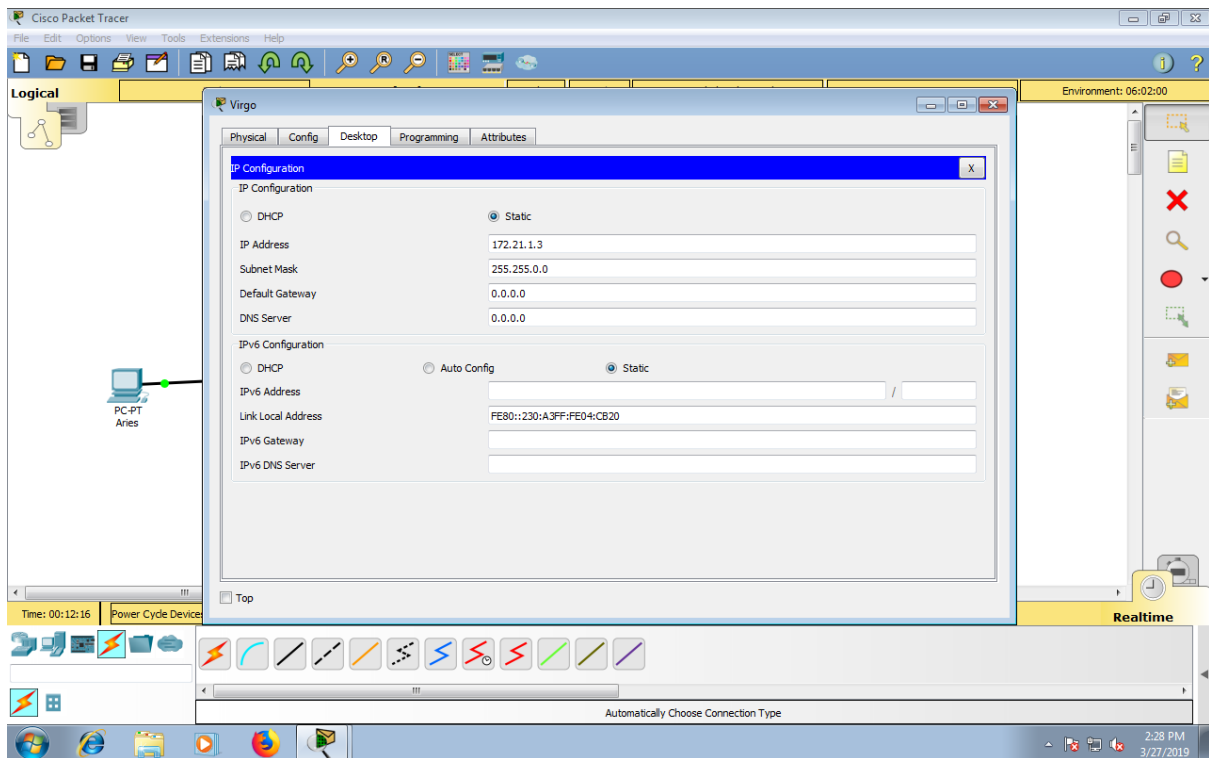 Cisco Packet Tracer
File Edit Options View Tools Extensions Help
Logical
Environment: 06:02:00
Virgo
Physical Config Desktop Programming Attributes
IP Configuration X
IP Configuration
DHCP Static
IP Address 172.21.1.3
Subnet Mask 255.255.0.0
Default Gateway 0.0.0.0
DNS Server 0.0.0.0
IPv6 Configuration
DHCP Auto Config Static
IPv6 Address /
Link Local Address FE80::230:A3FF:FE04:CB20
IPv6 Gateway
IPv6 DNS Server
PC-PT
Aries
Top
Time: 00:12:16 Power Cycle Device
Realtime
Automatically Choose Connection Type
2:28 PM
3/27/2019